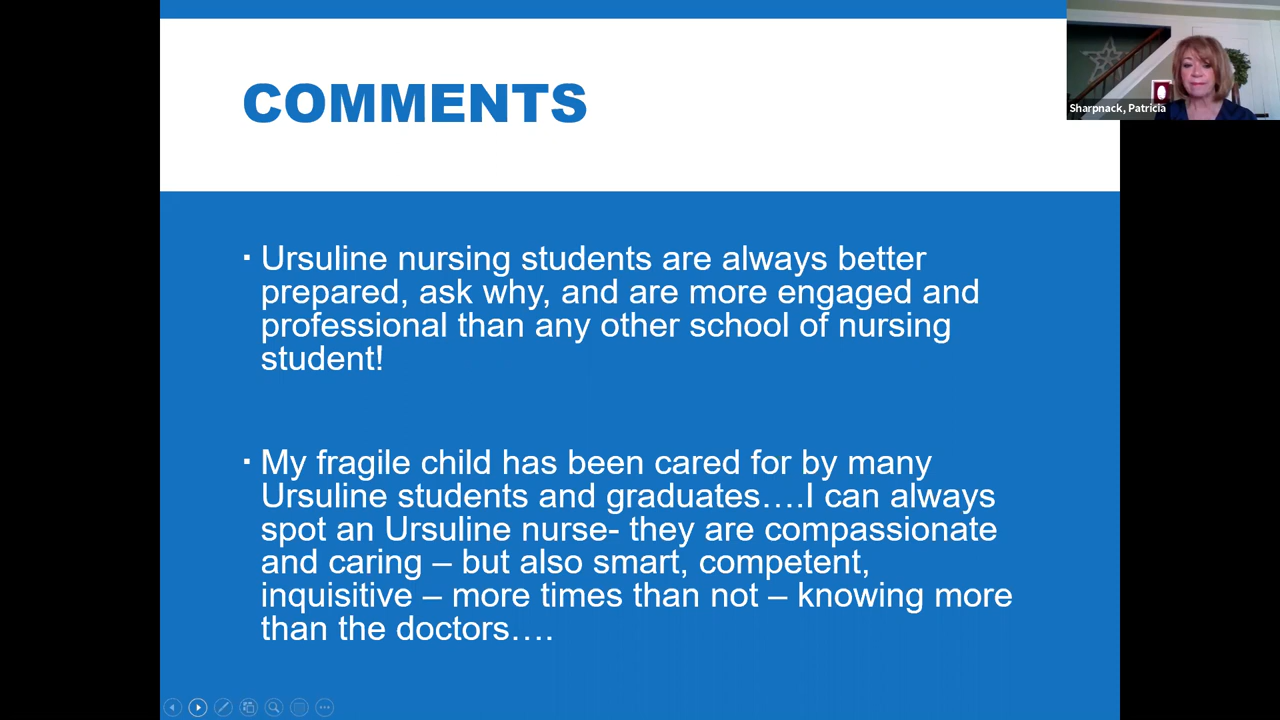 COMMENTS
Sharpnack, Patricia
▪ Ursuline nursing students are always better
prepared, ask why, and are more engaged and
professional than any other school of nursing
student!
▪ My fragile child has been cared for by many
Ursuline students and graduates….I can always
spot an Ursuline nurse- they are compassionate
and caring – but also smart, competent,
inquisitive – more times than not – knowing more
than the doctors….